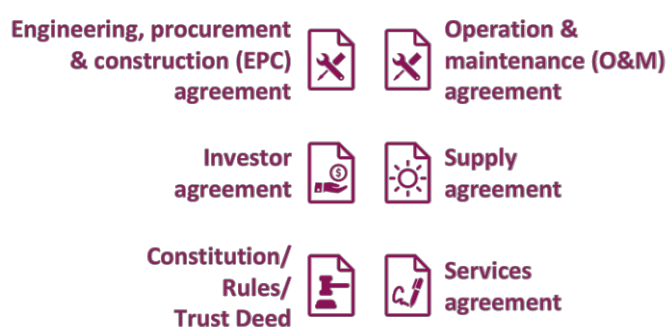 Engineering, procurement
& construction (EPC)
agreement
Operation &
maintenance (O&M)
agreement
Investor
agreement
Supply
agreement
Constitution/
Rules/
Trust Deed
Services
agreement